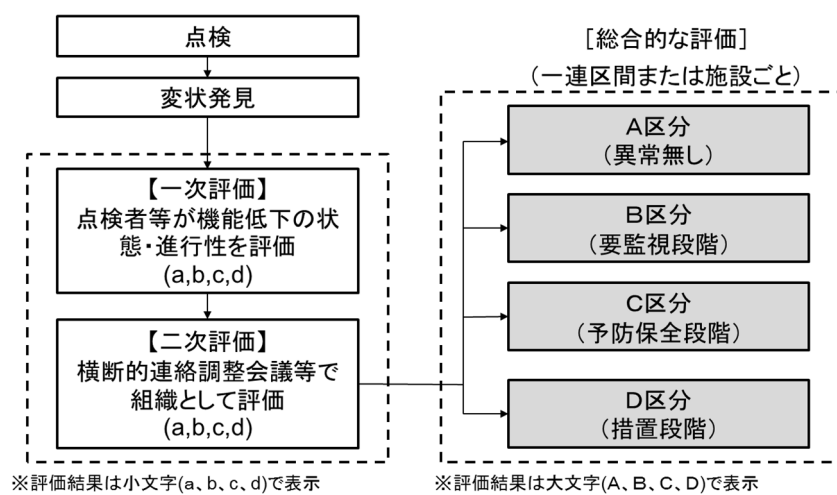 点検
変状発見
【一次評価】
点検者等が機能低下の状
態・進行性を評価
(a,b,c,d)
【二次評価】
横断的連絡調整会議等で
組織として評価
(a,b,c,d)
※評価結果は小文字(a、b、c、d)で表示
［総合的な評価］
(一連区間または施設ごと)
A区分
(異常無し)
B区分
(要監視段階)
C区分
(予防保全段階)
D区分
(措置段階)
※評価結果は大文字(A、B、C、D)で表示